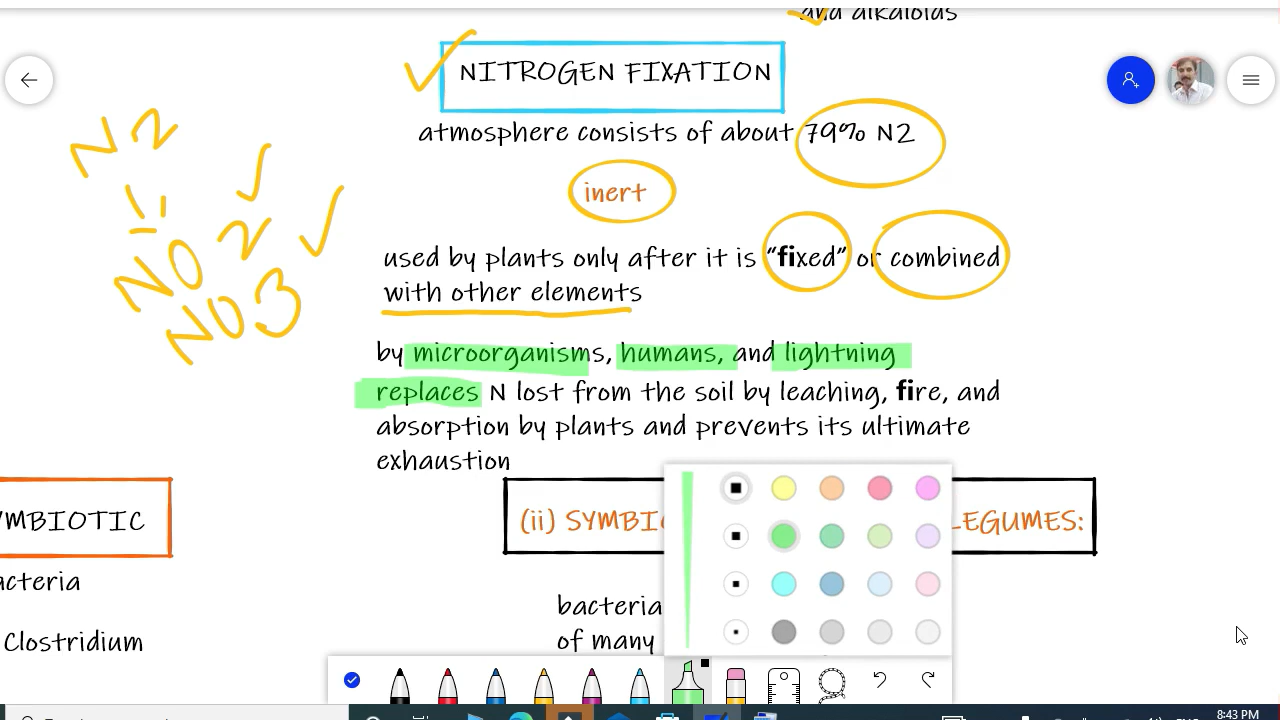 and alkaloids
NITROGEN FIXATION
atmosphere consists of about 79% N2
inert
N2
NO2
NO3
used by plants only after it is “fixed” or combined
with other elements
by microorganisms, humans, and lightning
replaces N lost from the soil by leaching, fire, and
absorption by plants and prevents its ultimate
exhaustion
YMBIOTIC
(ii) SYMBIO LEGUMES:
acteria
bacteria
Clostridium
of many
8:43 PM